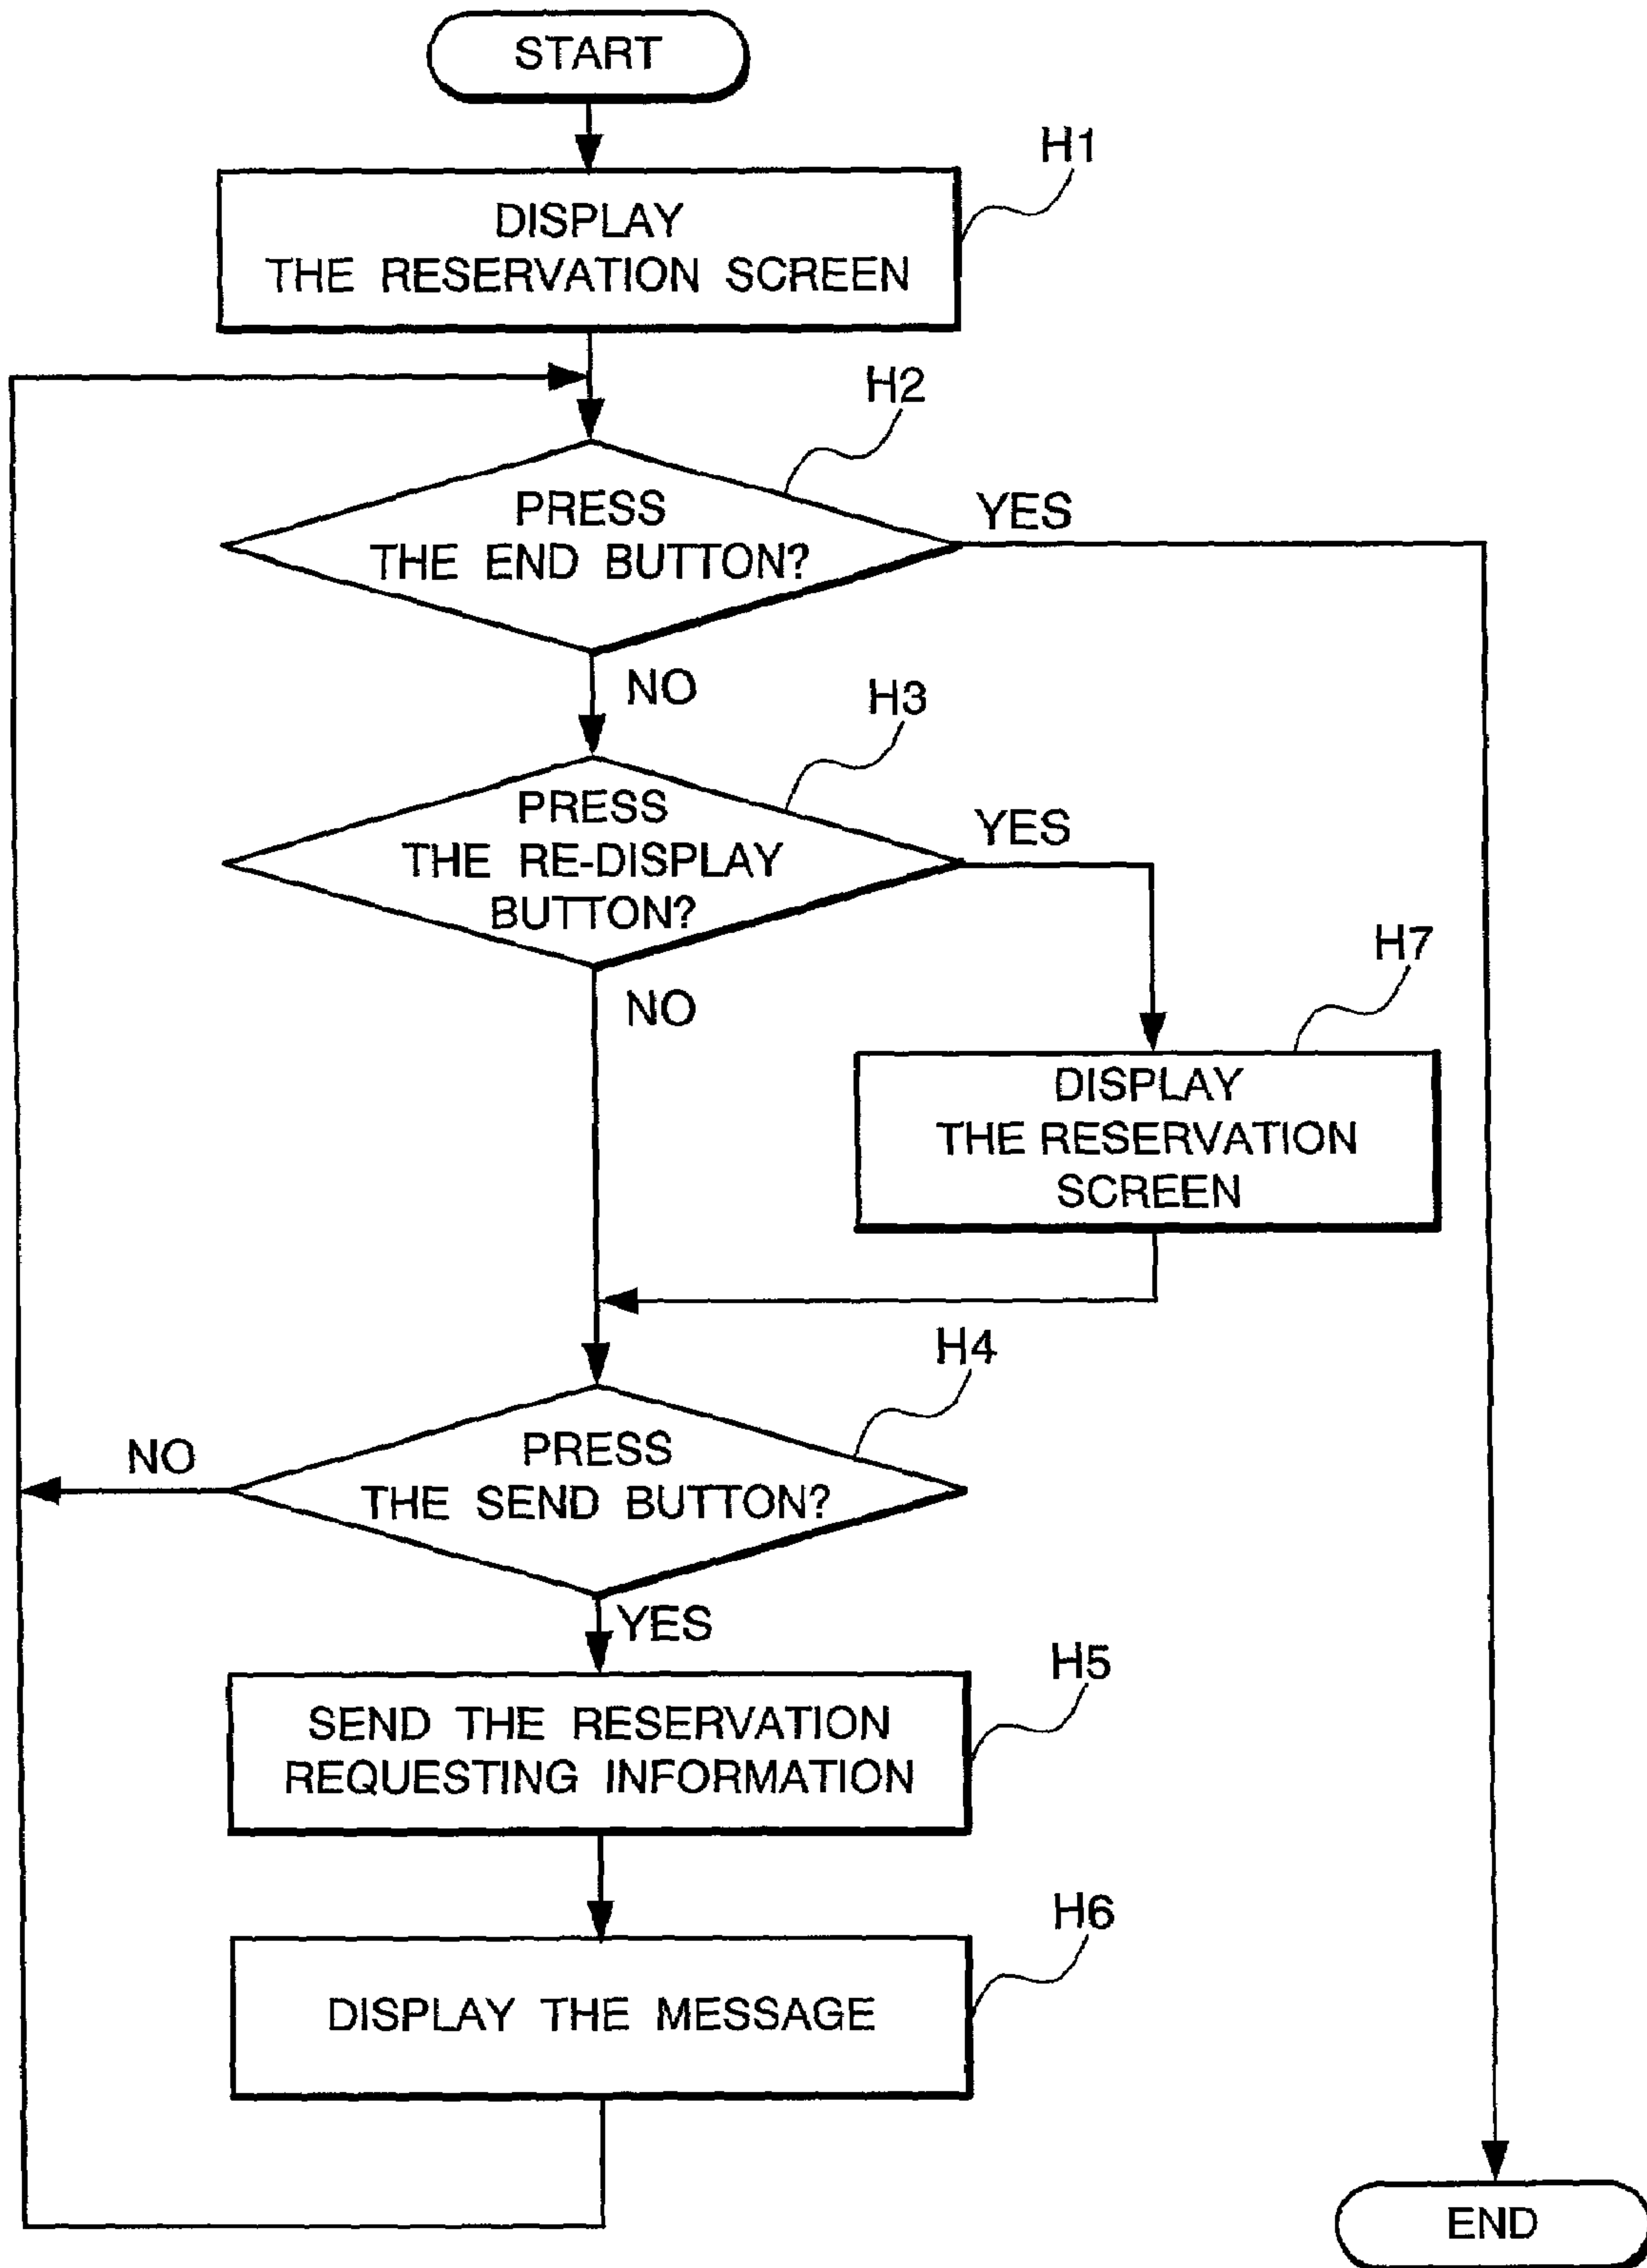 START
H1
DISPLAY
THE RESERVATION SCREEN
H2
PRESS
THE END BUTTON?
YES
NO
H3
PRESS
THE RE-DISPLAY
BUTTON?
YES
NO
H7
DISPLAY
THE RESERVATION
SCREEN
H4
PRESS
THE SEND BUTTON?
NO
YES
H5
SEND THE RESERVATION
REQUESTING INFORMATION
H6
DISPLAY THE MESSAGE
END